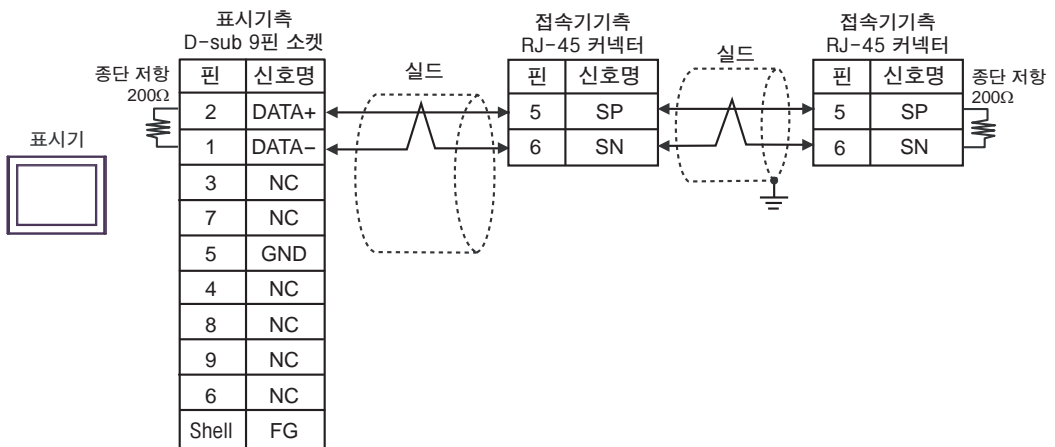 표시기측
D-sub 9핀 소켓
접속기기측
RJ-45 커넥터
접속기기측
RJ-45 커넥터
종단 저항
200Ω
표시기
핀 신호명
2 DATA+
1 DATA-
3 NC
7 NC
5 GND
4 NC
8 NC
9 NC
6 NC
Shell FG
실드
핀 신호명
5 SP
6 SN
실드
핀 신호명
5 SP
6 SN
종단 저항
200Ω